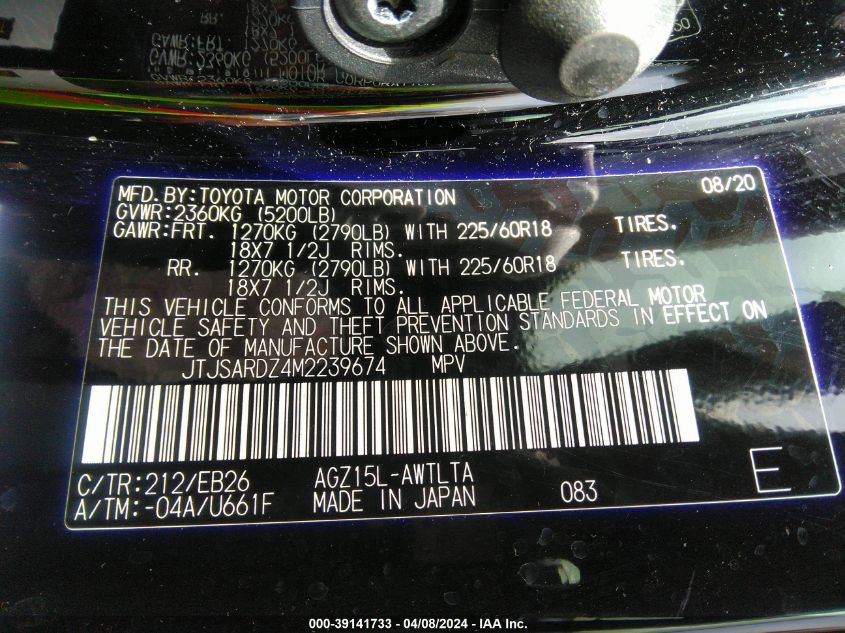 MFD.BY:TOYOTA MOTOR CORPORATION 08/20
GVWR:2360KG (5200LB)
GAWR:FRT. 1270KG (2790LB) WITH 225/60R18 TIRES.
18X7 1/2J RIMS.
RR. 1270KG (2790LB) WITH 225/60R18 TIRES.
18X7 1/2J RIMS.
THIS VEHICLE CONFORMS TO ALL APPLICABLE FEDERAL MOTOR
VEHICLE SAFETY AND THEFT PREVENTION STANDARDS IN EFFECT ON
THE DATE OF MANUFACTURE SHOWN ABOVE.
JTJSARDZ4M2239674 MPV
C/TR:212/EB26 AGZ15L-AWTLTA
A/TM:-04A/U661F MADE IN JAPAN 083 E
000-39141733 - 04/08/2024 - IAA Inc.